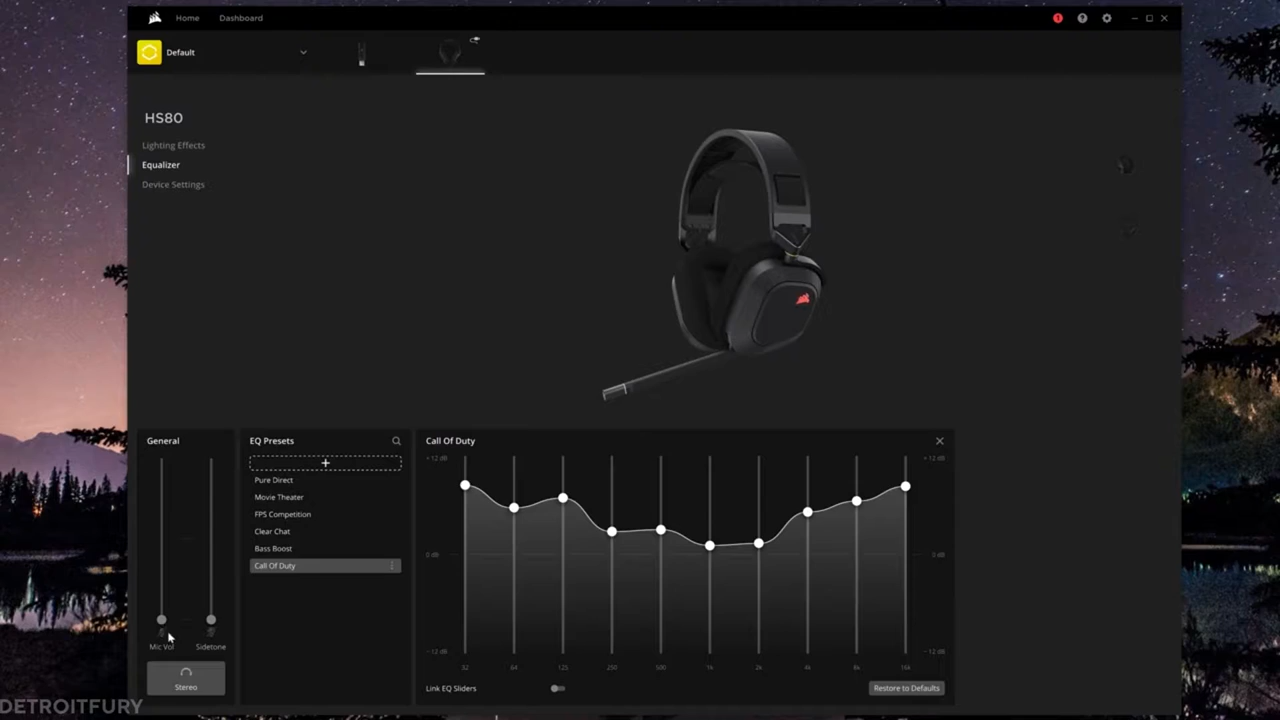 Home Dashboard
Default
HS80
Lighting Effects
Equalizer
Device Settings
General
Mic Vol Sidetone
Stereo
EQ Presets
+
Pure Direct
Movie Theater
FPS Competition
Clear Chat
Bass Boost
Call Of Duty
Call Of Duty
+12 dB +12 dB
0 dB 0 dB
-12 dB -12 dB
32 64 125 250 500 1k 2k 4k 8k 16k
Link EQ Sliders Restore to Defaults
DETROITFURY